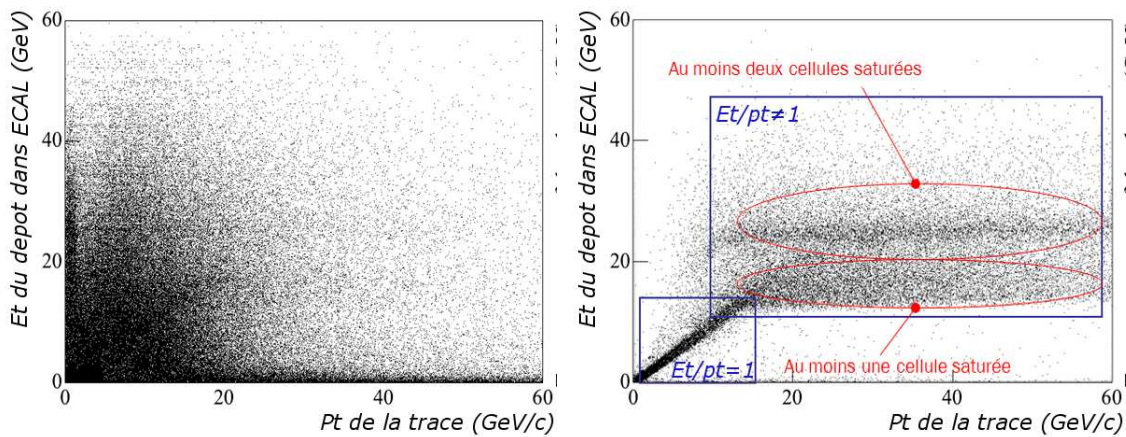 Et du depot dans ECAL (GeV)
60
40
20
0
0
20
40
60
Pt de la trace (GeV/c)
Et du depot dans ECAL (GeV)
60
40
20
0
Au moins deux cellules saturées
Et/pt≠1
Et/pt=1
Au moins une cellule saturée
0
20
40
60
Pt de la trace (GeV/c)